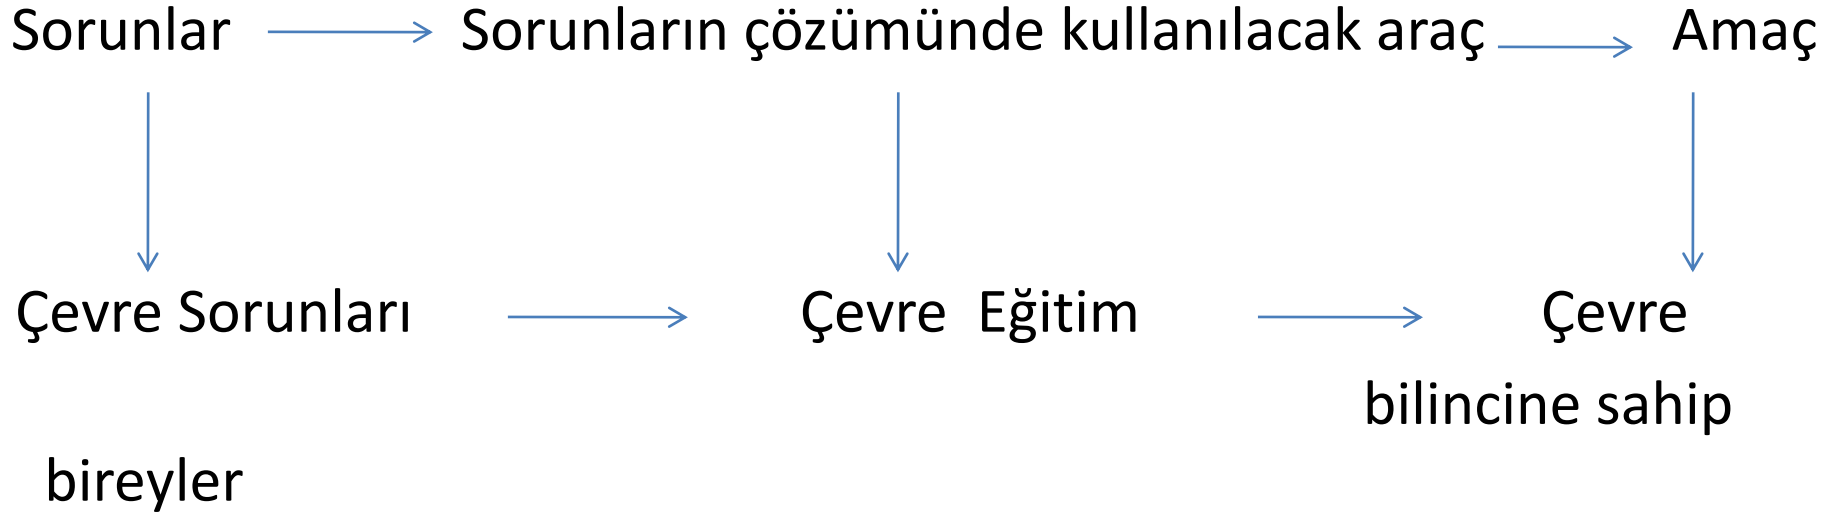 Sorunlar Sorunların çözümünde kullanılacak araç Amaç
Çevre Sorunları Çevre Eğitim Çevre
bilincine sahip
bireyler